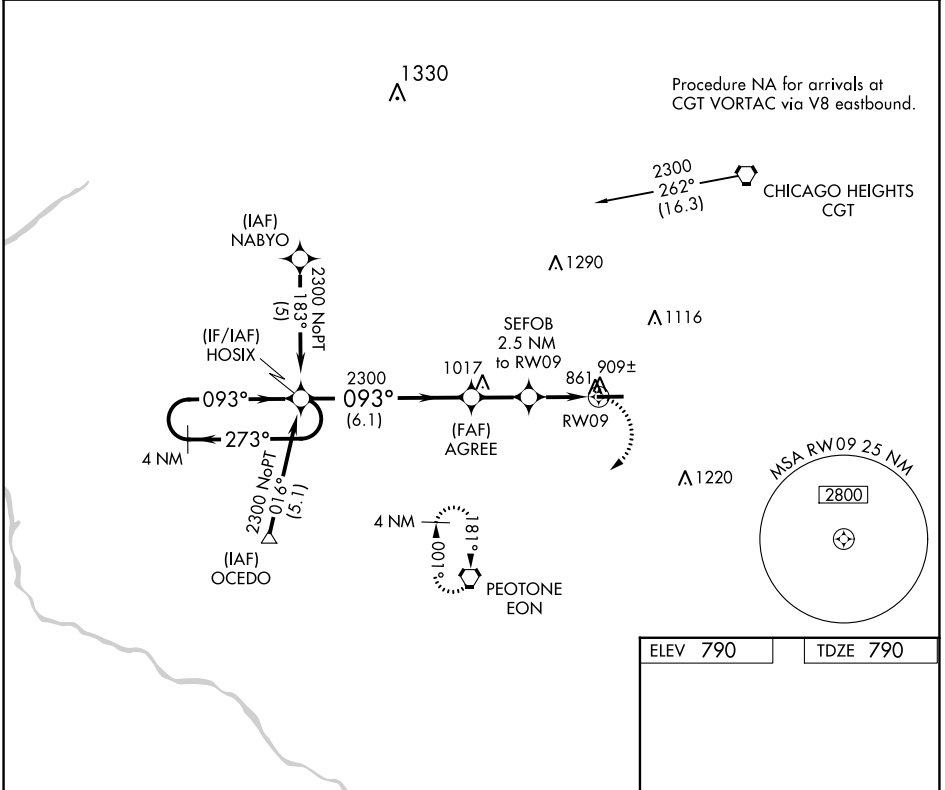 1330
Procedure NA for arrivals at
CGT VORTAC via V8 eastbound.
2300
262°
(16.3)
CHICAGO HEIGHTS
CGT
(IAF)
NABYO
2300 NoPT
183°
(5)
1290
1116
(IF/IAF)
HOSIX
SEFOB
2.5 NM
to RW09
093°
2300
093°
(6.1)
1017
861
909±
RW09
(FAF)
AGREE
273°
4 NM
2300 NoPT
016°
(5.1)
(IAF)
OCEDO
1220
MSA RW09 25 NM
2800
4 NM
181°
001°
PEOTONE
EON
ELEV 790
TDZE 790